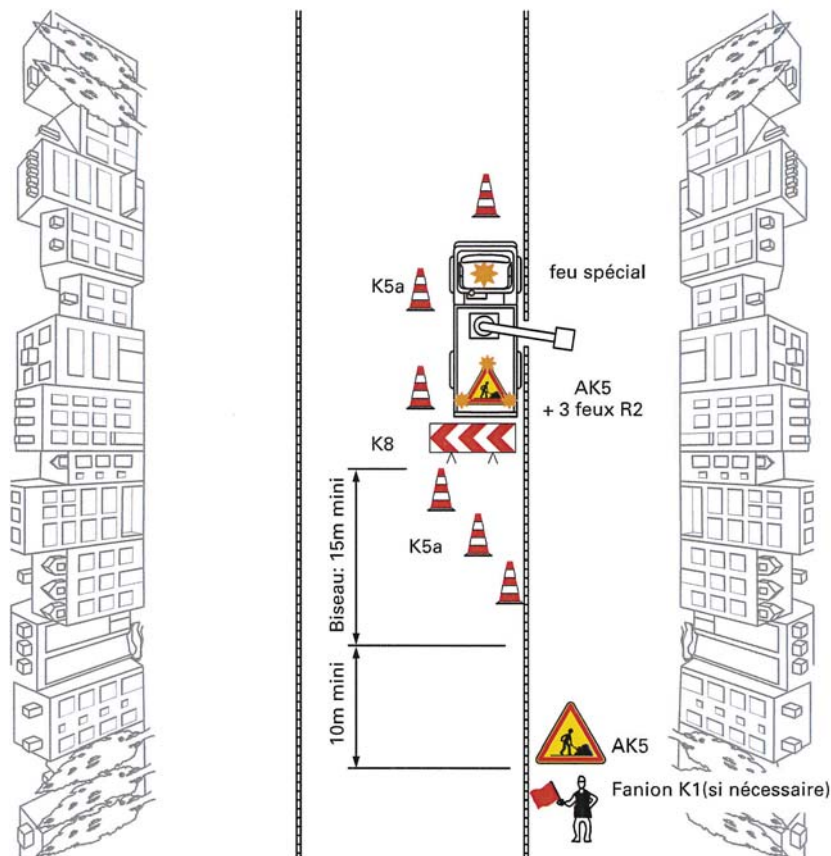 feu spécial
K5a
AK5
+ 3 feux R2
K8
Biseau: 15m mini
K5a
10m mini
AK5
Fanion K1(si nécessaire)